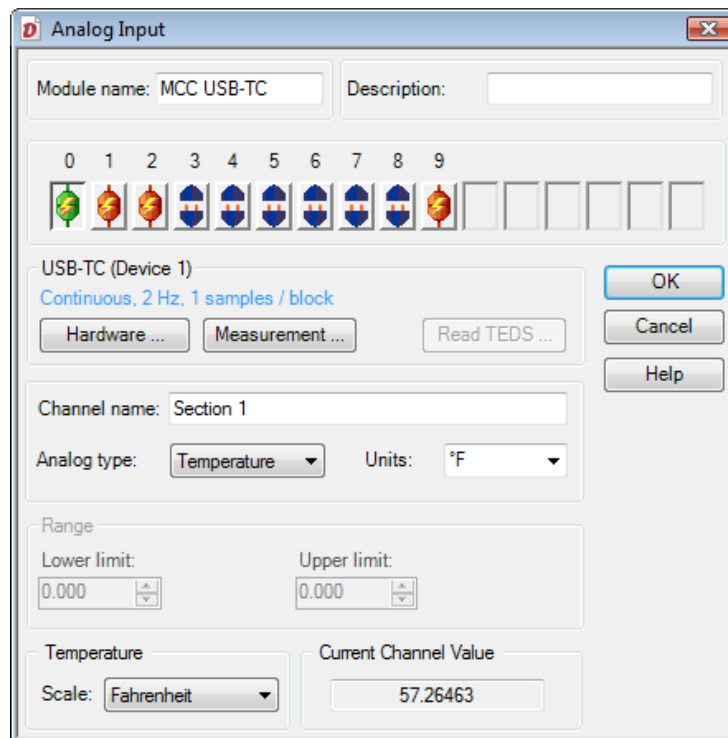 Analog Input
Module name: MCC USB-TC Description:
0 1 2 3 4 5 6 7 8 9
USB-TC (Device 1)
Continuous, 2 Hz, 1 samples / block
Hardware ... Measurement ... Read TEDS ...
OK
Cancel
Help
Channel name: Section 1
Analog type: Temperature Units: °F
Range
Lower limit: Upper limit:
0.000 0.000
Temperature Current Channel Value
Scale: Fahrenheit 57.26463